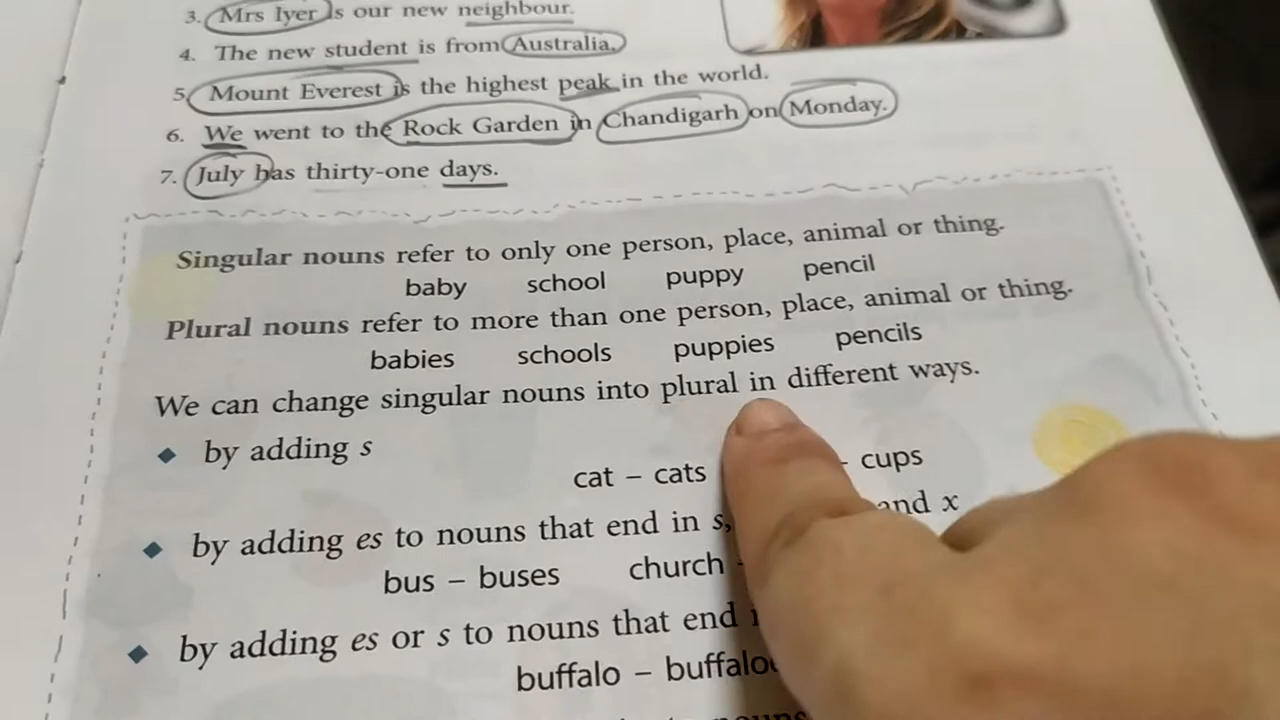 3. Mrs Iyer is our new neighbour.
4. The new student is from Australia.
5. Mount Everest is the highest peak in the world.
6. We went to the Rock Garden in Chandigarh on Monday.
7. July has thirty-one days.
Singular nouns refer to only one person, place, animal or thing.
baby school puppy pencil
Plural nouns refer to more than one person, place, animal or thing.
babies schools puppies pencils
We can change singular nouns into plural in different ways.
◆ by adding s
cat – cats – cups
◆ by adding es to nouns that end in s, and x
bus – buses church –
◆ by adding es or s to nouns that end
buffalo –
nouns